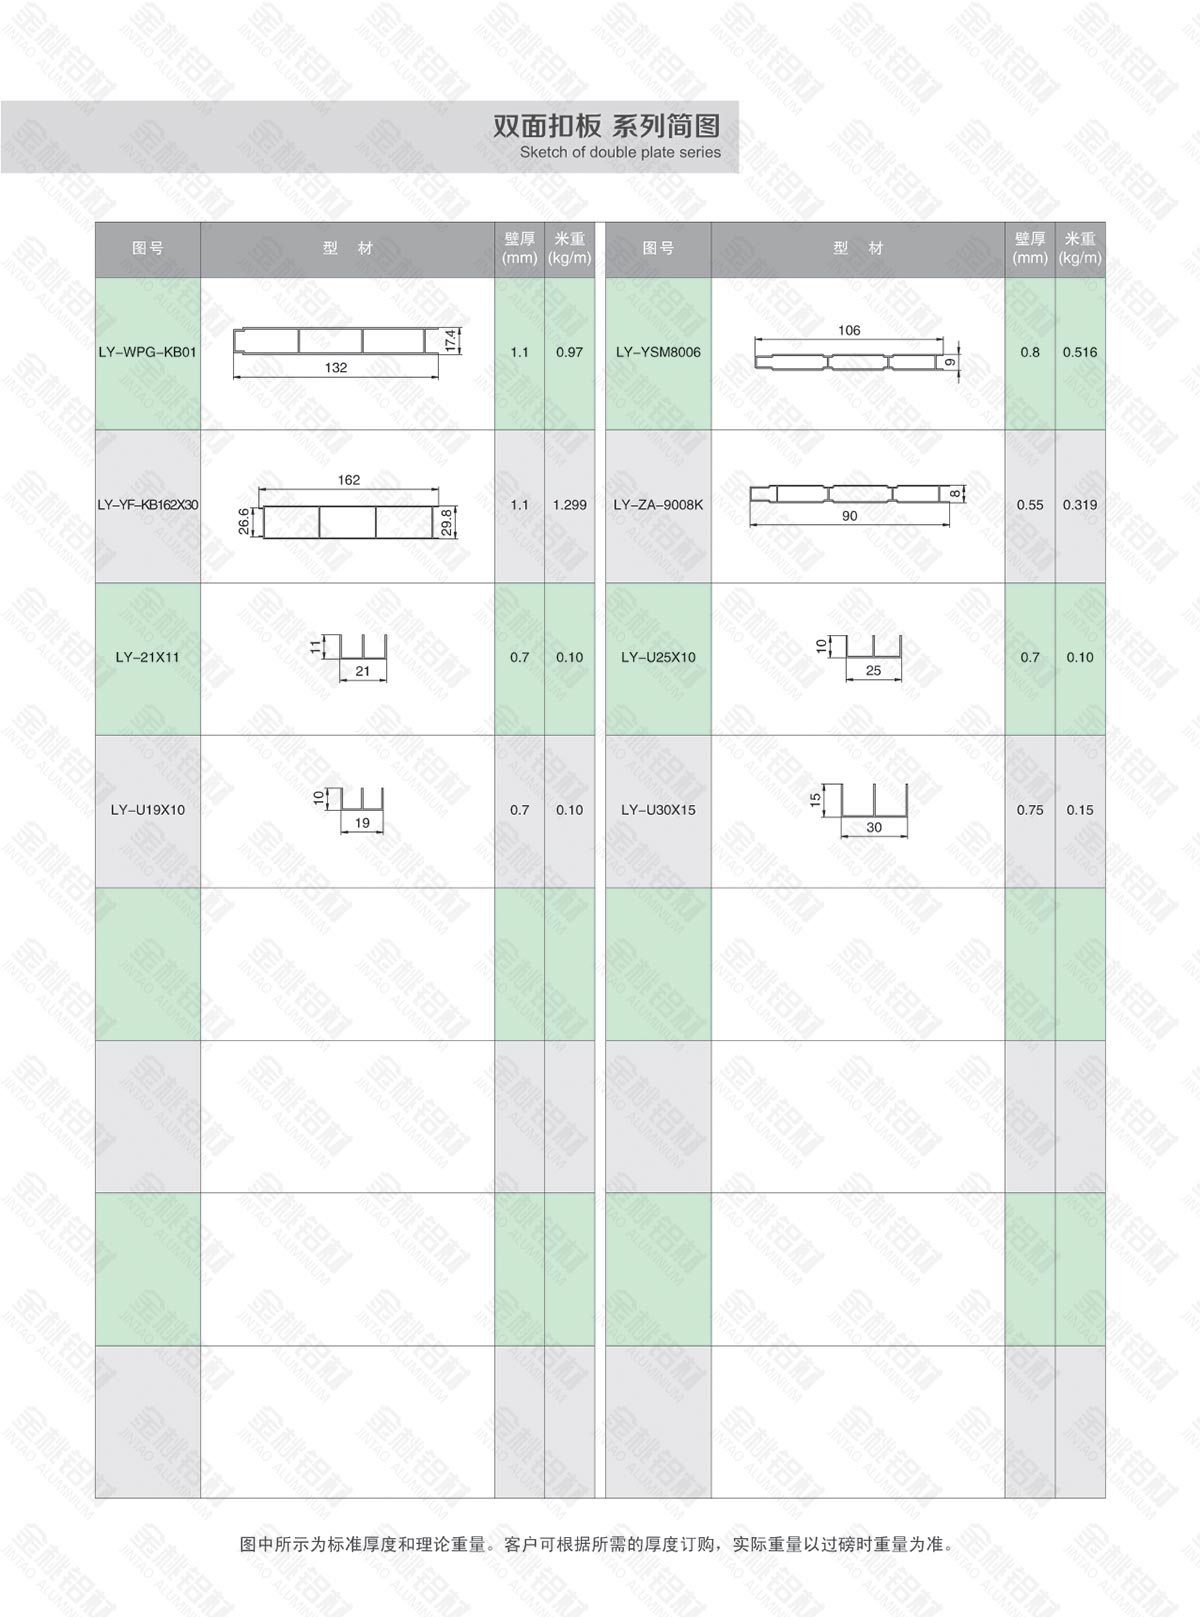 双面扣板 系列简图
Sketch of double plate series
图号 型 材 壁厚(mm) 米重(kg/m) 图号 型 材 壁厚(mm) 米重(kg/m)
LY-WPG-KB01 17.4 132 1.1 0.97
LY-YSM8006 106 9 0.8 0.516
LY-YF-KB162X30 162 26.6 29.8 1.1 1.299
LY-ZA-9008K 8 90 0.55 0.319
LY-21X11 11 21 0.7 0.10
LY-U25X10 10 25 0.7 0.10
LY-U19X10 10 19 0.7 0.10
LY-U30X15 15 30 0.75 0.15
图中所示为标准厚度和理论重量。客户可根据所需的厚度订购，实际重量以过磅时重量为准。
金桃铝材
JINTAO ALUMINIUM